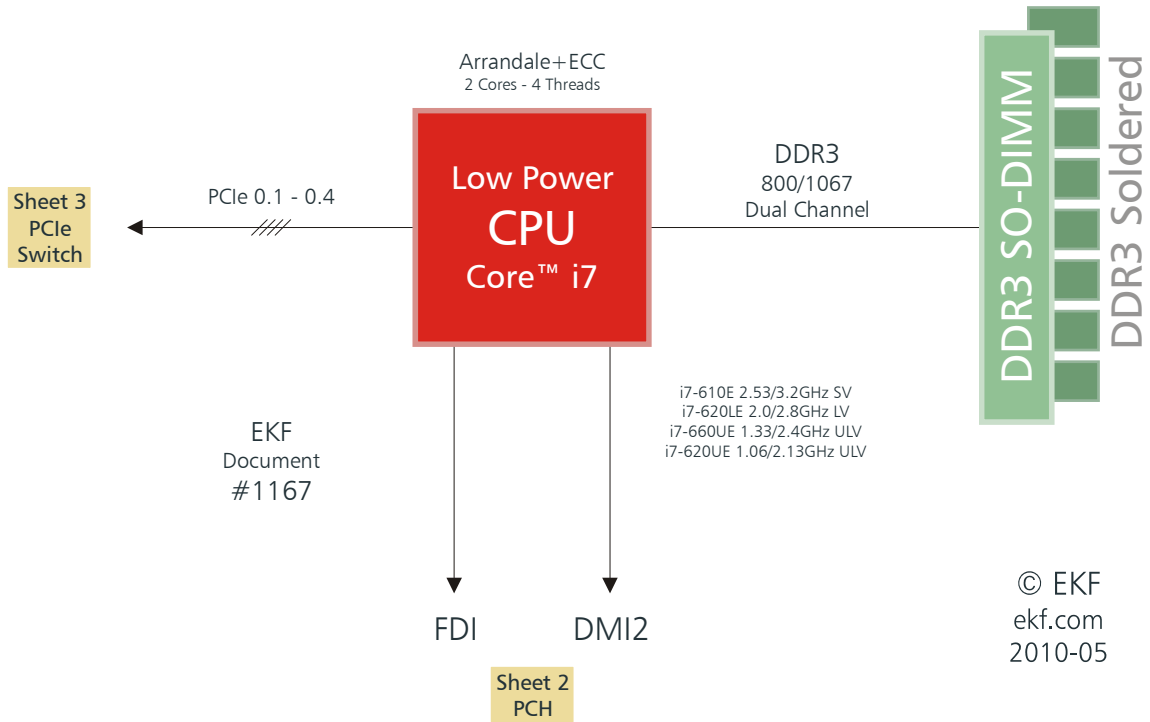 Arrandale+ECC
2 Cores - 4 Threads
Low Power
CPU
Core™ i7
Sheet 3
PCIe
Switch
PCIe 0.1 - 0.4
DDR3
800/1067
Dual Channel
DDR3 SO-DIMM
DDR3 Soldered
i7-610E 2.53/3.2GHz SV
i7-620LE 2.0/2.8GHz LV
i7-660UE 1.33/2.4GHz ULV
i7-620UE 1.06/2.13GHz ULV
EKF
Document
#1167
FDI
DMI2
Sheet 2
PCH
© EKF
ekf.com
2010-05